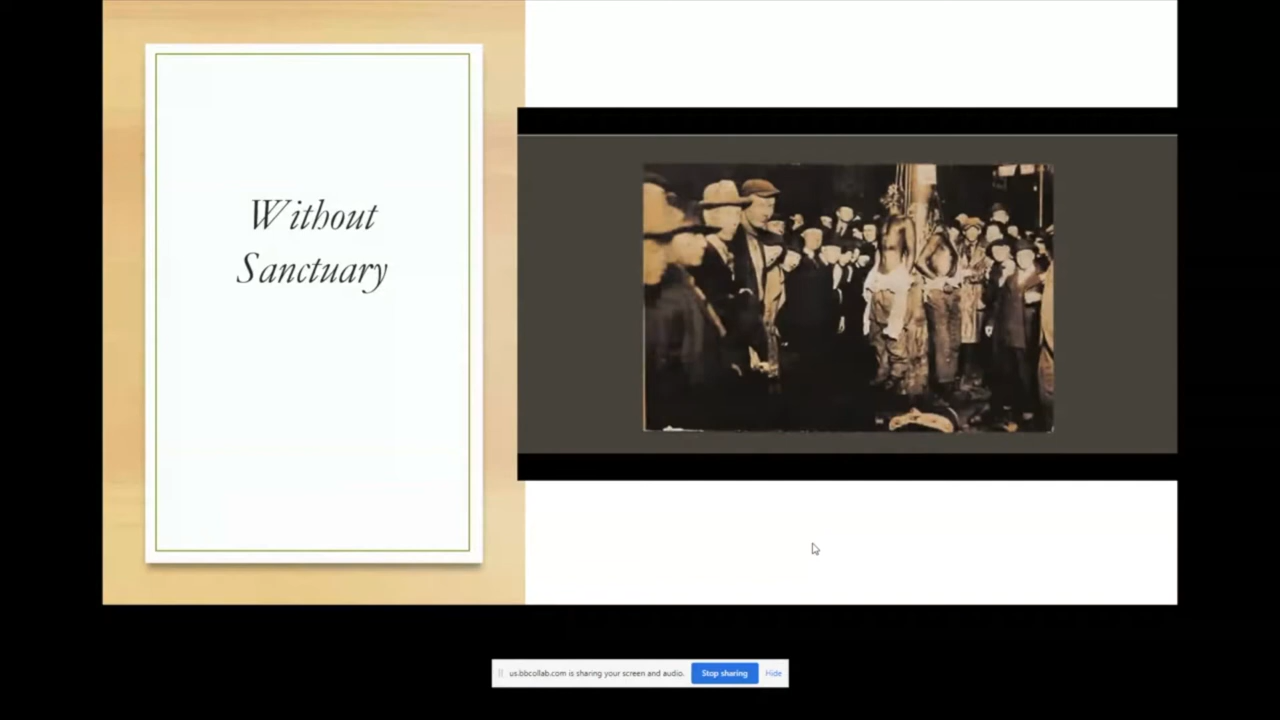 Without
Sanctuary
us.bbcollab.com is sharing your screen and audio.
Stop sharing
Hide